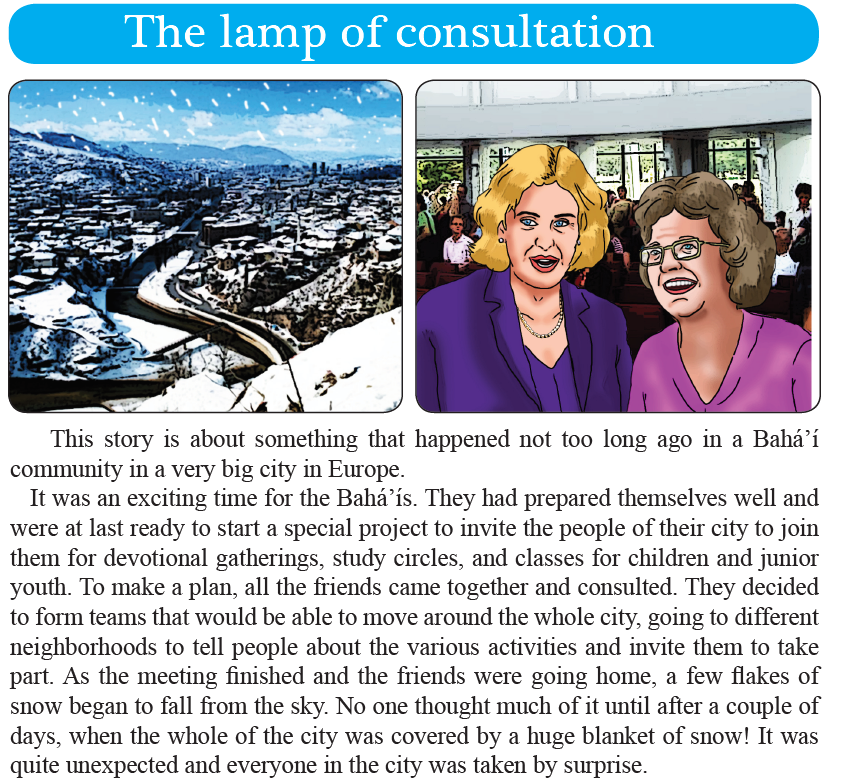 The lamp of consultation
This story is about something that happened not too long ago in a Bahá’í
community in a very big city in Europe.
It was an exciting time for the Bahá’ís. They had prepared themselves well and
were at last ready to start a special project to invite the people of their city to join
them for devotional gatherings, study circles, and classes for children and junior
youth. To make a plan, all the friends came together and consulted. They decided
to form teams that would be able to move around the whole city, going to different
neighborhoods to tell people about the various activities and invite them to take
part. As the meeting finished and the friends were going home, a few flakes of
snow began to fall from the sky. No one thought much of it until after a couple of
days, when the whole of the city was covered by a huge blanket of snow! It was
quite unexpected and everyone in the city was taken by surprise.